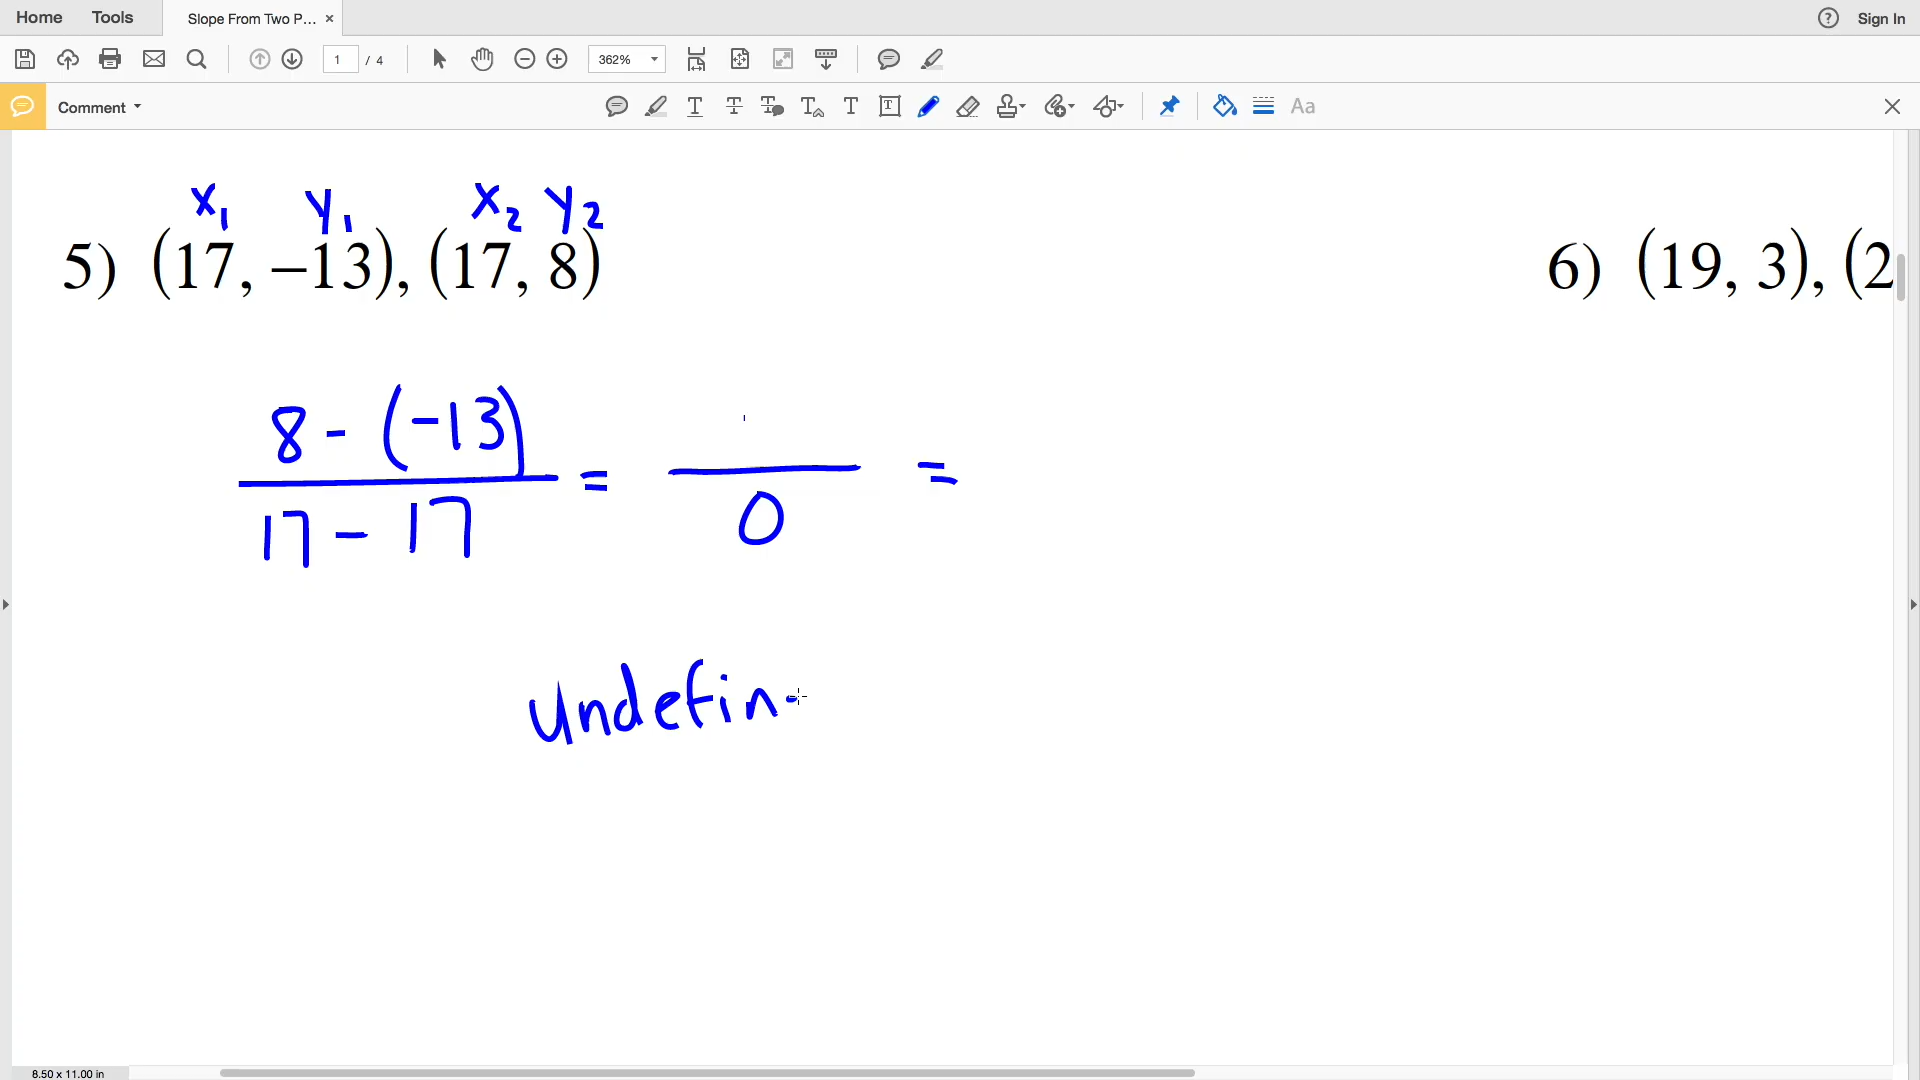 Home Tools Slope From Two P... × ? Sign In
1 / 4 362%
Comment Aa
x₁ y₁ x₂ y₂
5) (17, −13), (17, 8) 6) (19, 3), (2
8 - (-13)
= =
17 - 17 0
undefin
8.50 x 11.00 in